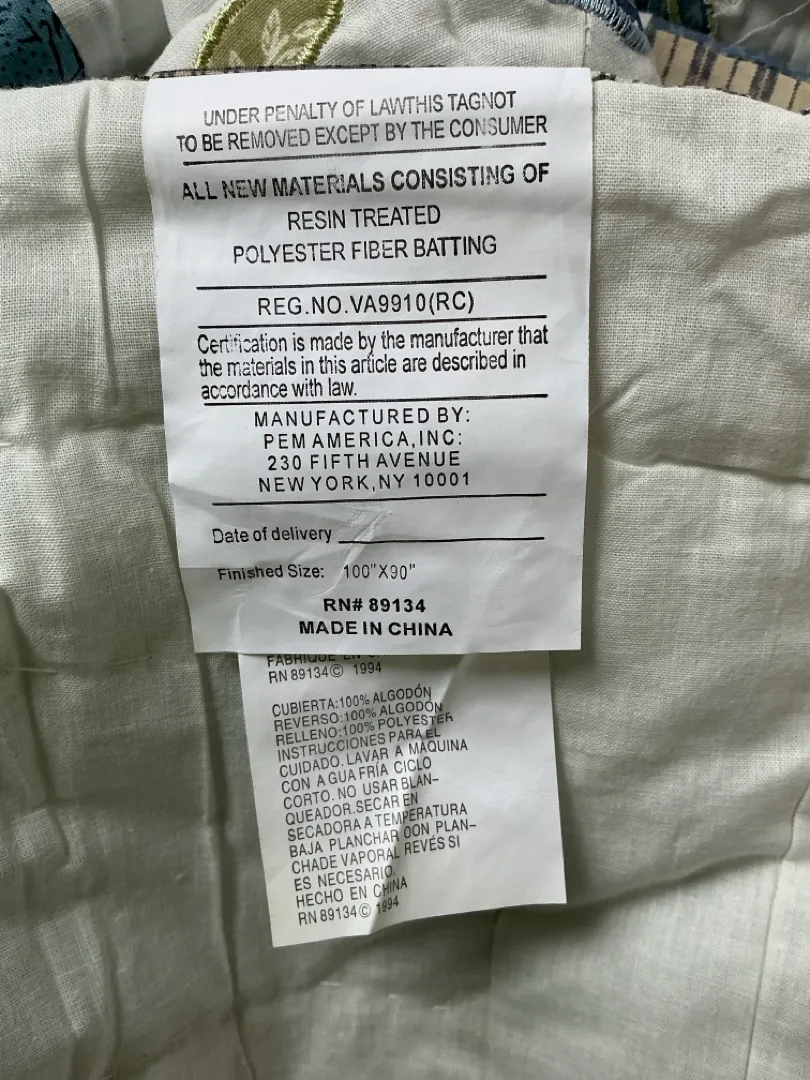 UNDER PENALTY OF LAWTHIS TAGNOT
TO BE REMOVED EXCEPT BY THE CONSUMER
ALL NEW MATERIALS CONSISTING OF
RESIN TREATED
POLYESTER FIBER BATTING
REG.NO.VA9910(RC)
Certification is made by the manufacturer that
the materials in this article are described in
accordance with law.
MANUFACTURED BY:
PEM AMERICA,INC:
230 FIFTH AVENUE
NEW YORK,NY 10001
Date of delivery
Finished Size: 100"X90"
RN# 89134
MADE IN CHINA
FABRIQUÉ EN
RN 89134© 1994
CUBIERTA:100% ALGODÓN
REVERSO:100% ALGODÓN
RELLENO:100% POLYESTER
INSTRUCCIONES PARA EL
CUIDADO. LAVAR A MÁQUINA
CON AGUA FRÍA CICLO
CORTO. NO USAR BLAN-
QUEADOR.SECAR EN
SECADORA A TEMPERATURA
BAJA PLANCHAR OON PLAN-
CHADE VAPORAL REVÉS SI
ES NECESARIO.
HECHO EN CHINA
RN 89134© 1994